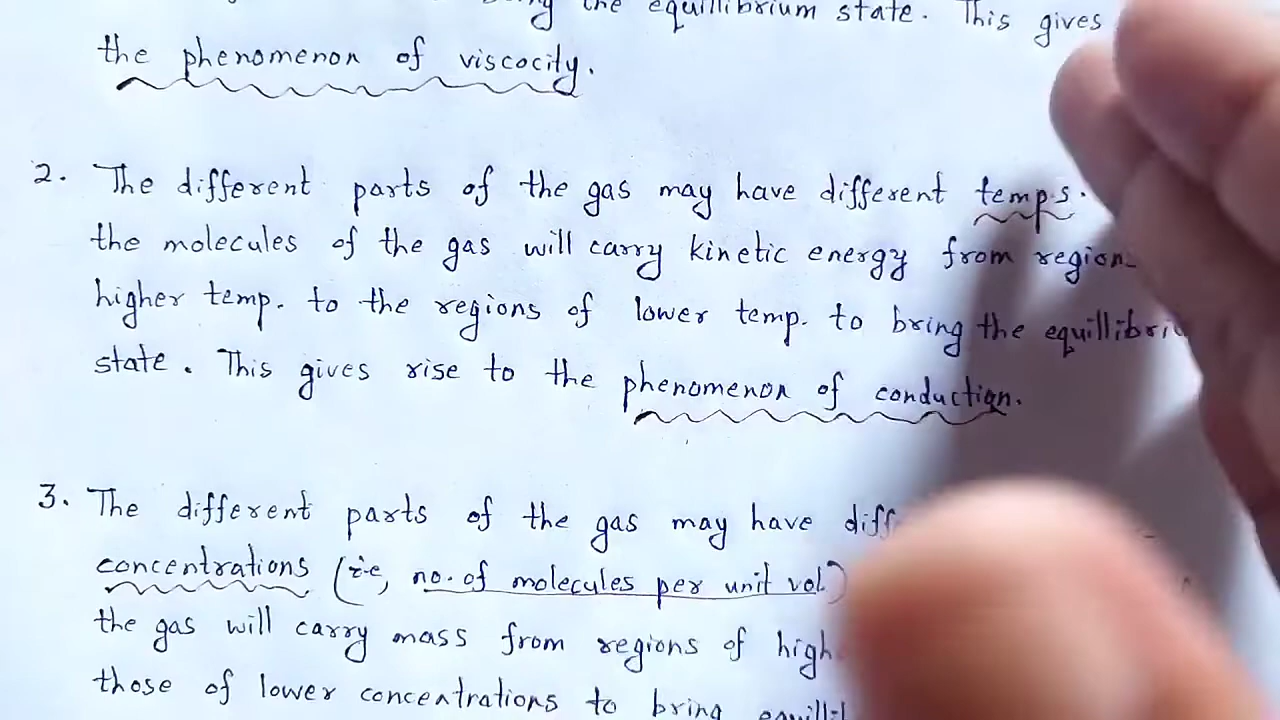 the equillibrium state. This gives
the phenomenon of viscocity.
2. The different parts of the gas may have different temps.
the molecules of the gas will carry kinetic energy from region
higher temp. to the regions of lower temp. to bring the
state. This gives rise to the phenomenon of conduction.
3. The different parts of the gas may have
concentrations (i.e, no. of molecules per unit vol)
the gas will carry mass from regions of
those of lower concentrations to bring